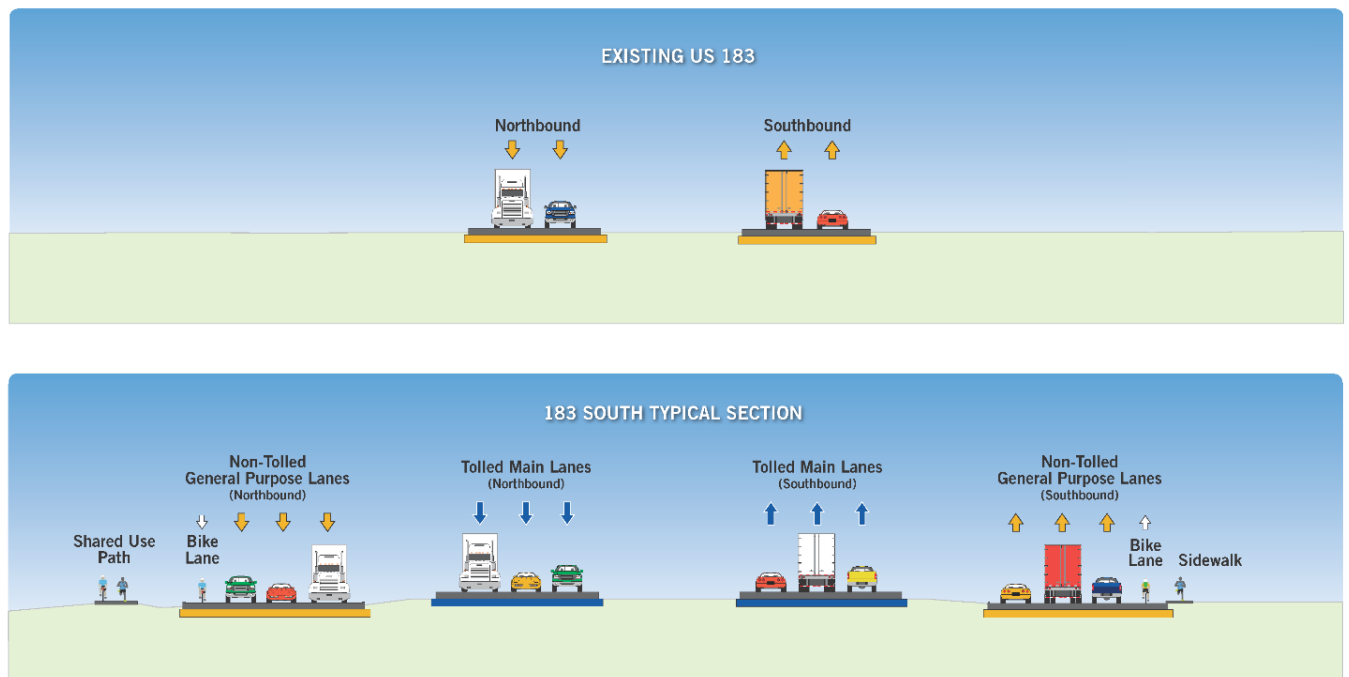 EXISTING US 183
Northbound
Southbound
183 SOUTH TYPICAL SECTION
Shared Use
Path
Bike
Lane
Non-Tolled
General Purpose Lanes
(Northbound)
Tolled Main Lanes
(Northbound)
Tolled Main Lanes
(Southbound)
Non-Tolled
General Purpose Lanes
(Southbound)
Bike
Lane
Sidewalk